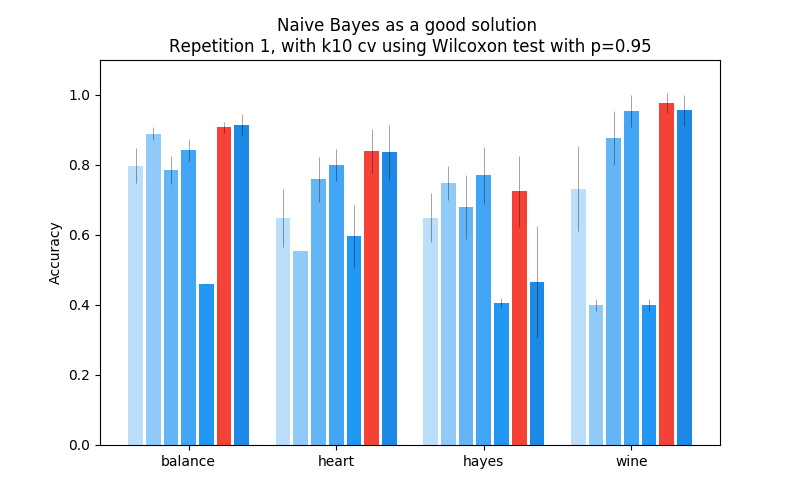 Naive Bayes as a good solution
Repetition 1, with k10 cv using Wilcoxon test with p=0.95
Accuracy
1.0
0.8
0.6
0.4
0.2
0.0
balance heart hayes wine